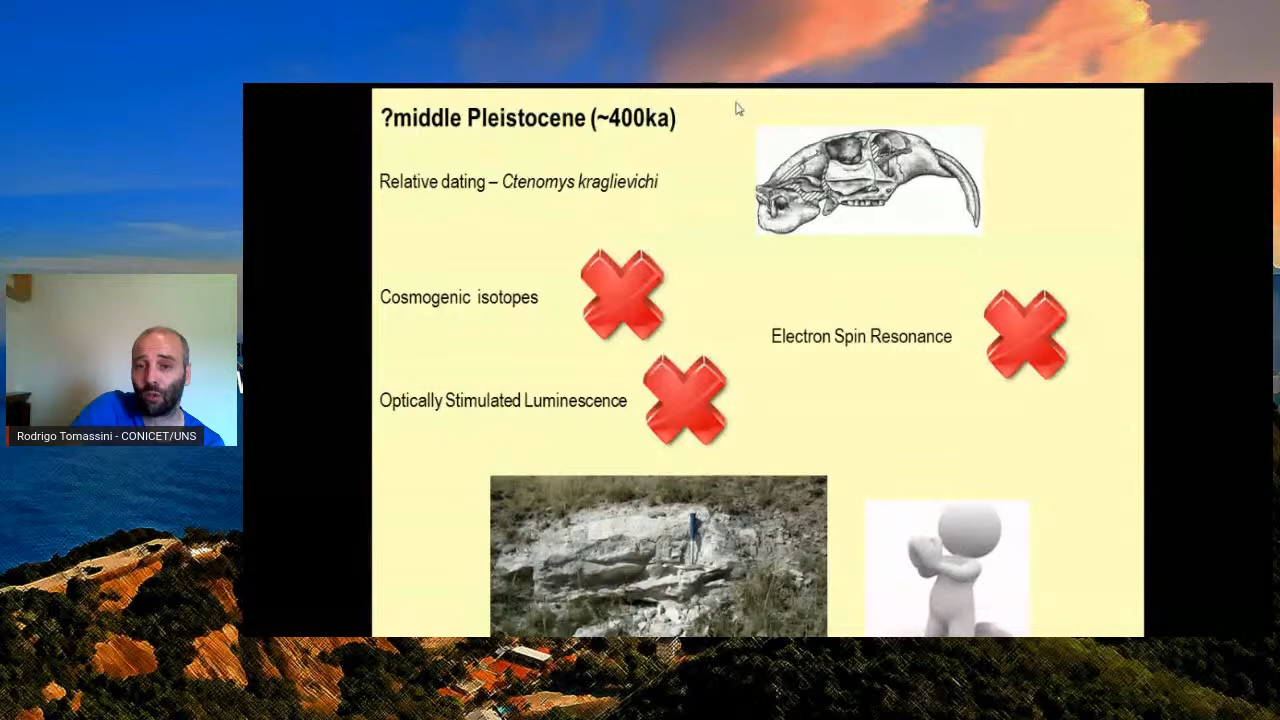 ?middle Pleistocene (~400ka)
Relative dating – Ctenomys kraglievichi
Cosmogenic isotopes
Electron Spin Resonance
Optically Stimulated Luminescence
Rodrigo Tomassini - CONICET/UNS